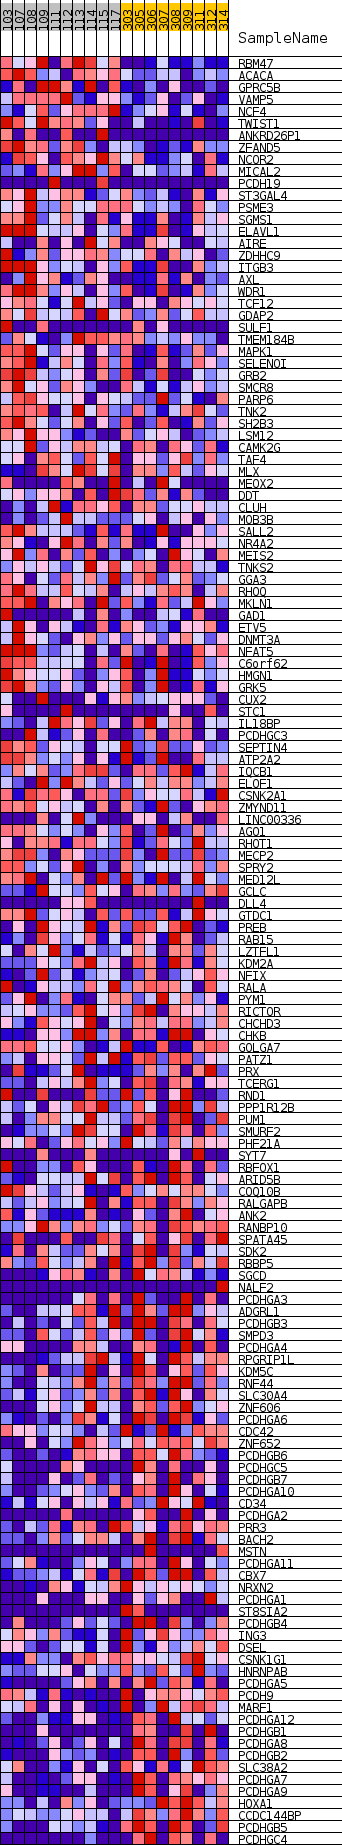 103 107 108 109 111 112 113 114 115 117 303 305 306 307 308 309 311 312 314
SampleName
RBM47
ACACA
GPRC5B
VAMP5
NCF4
TWIST1
ANKRD26P1
ZFAND5
NCOR2
MICAL2
PCDH19
ST3GAL4
PSME3
SGMS1
ELAVL1
AIRE
ZDHHC9
ITGB3
AXL
WDR1
TCF12
GDAP2
SULF1
TMEM184B
MAPK1
SELENOI
GRB2
SMCR8
PARP6
TNK2
SH2B3
LSM12
CAMK2G
TAF4
MLX
MEOX2
DDT
CLUH
MOB3B
SALL2
NR4A2
MEIS2
TNKS2
GGA3
RHOQ
MKLN1
GAD1
ETV5
DNMT3A
NFAT5
C6orf62
HMGN1
GRK5
CUX2
STC1
IL18BP
PCDHGC3
SEPTIN4
ATP2A2
IQCB1
ELOF1
CSNK2A1
ZMYND11
LINC00336
AGO1
RHOT1
MECP2
SPRY2
MED12L
GCLC
DLL4
GTDC1
PREB
RAB15
LZTFL1
KDM2A
NFIX
RALA
PYM1
RICTOR
CHCHD3
CHKB
GOLGA7
PATZ1
PRX
TCERG1
RND1
PPP1R12B
PUM1
SMURF2
PHF21A
SYT7
RBFOX1
ARID5B
COQ10B
RALGAPB
ANK2
RANBP10
SPATA45
SDK2
RBBP5
SGCD
NALF2
PCDHGA3
ADGRL1
PCDHGB3
SMPD3
PCDHGA4
RPGRIP1L
KDM5C
RNF44
SLC30A4
ZNF606
PCDHGA6
CDC42
ZNF652
PCDHGB6
PCDHGC5
PCDHGB7
PCDHGA10
CD34
PCDHGA2
PRR3
BACH2
MSTN
PCDHGA11
CBX7
NRXN2
PCDHGA1
ST8SIA2
PCDHGB4
ING3
DSEL
CSNK1G1
HNRNPAB
PCDHGA5
PCDH9
MARF1
PCDHGA12
PCDHGB1
PCDHGA8
PCDHGB2
SLC38A2
PCDHGA7
PCDHGA9
HOXA1
CCDC144BP
PCDHGB5
PCDHGC4